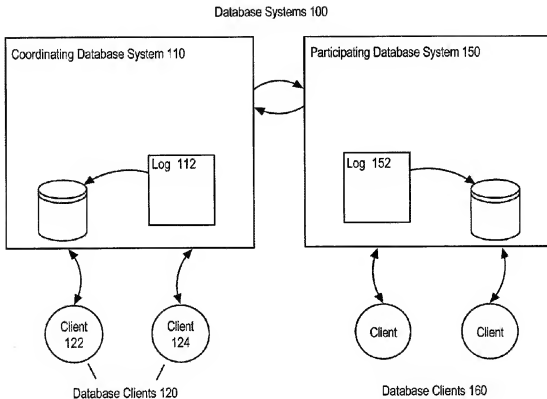 Database Systems 100
Coordinating Database System 110
Participating Database System 150
Log 112
Log 152
Client
122
Client
124
Client
Client
Database Clients 120
Database Clients 160